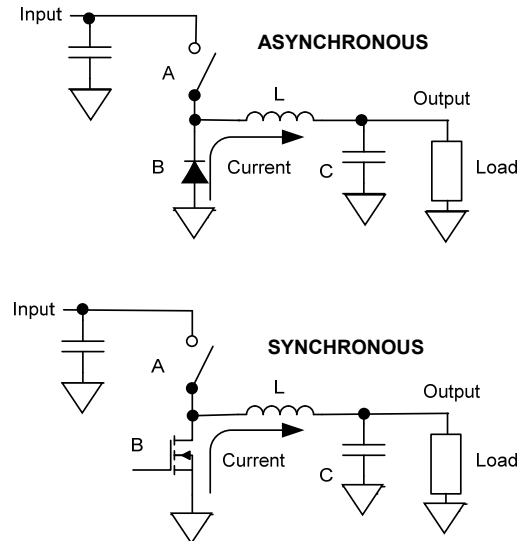 Input
ASYNCHRONOUS
A
L
Output
B
Current
C
Load
Input
SYNCHRONOUS
A
L
Output
B
Current
C
Load